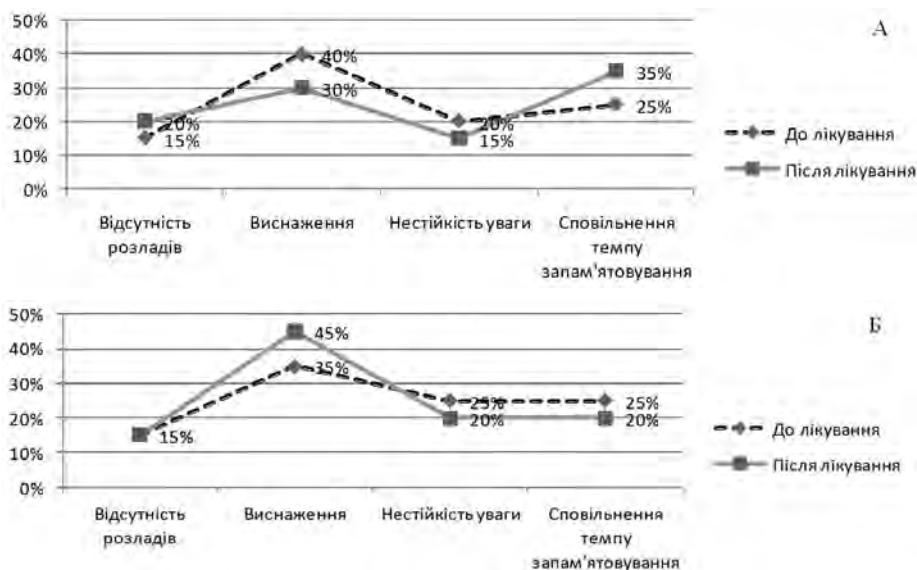 50%
40%
30%
20%
10%
0%
40%
30%
20%
15%
20%
15%
35%
25%
А
До лікування
Після лікування
Відсутність
розладів
Виснаження
Нестійкість уваги
Сповільнення
темпу
запам'ятовування
50%
40%
30%
20%
10%
0%
45%
35%
15%
25%
20%
25%
20%
Б
До лікування
Після лікування
Відсутність
розладів
Виснаження
Нестійкість уваги
Сповільнення
темпу
запам'ятовування